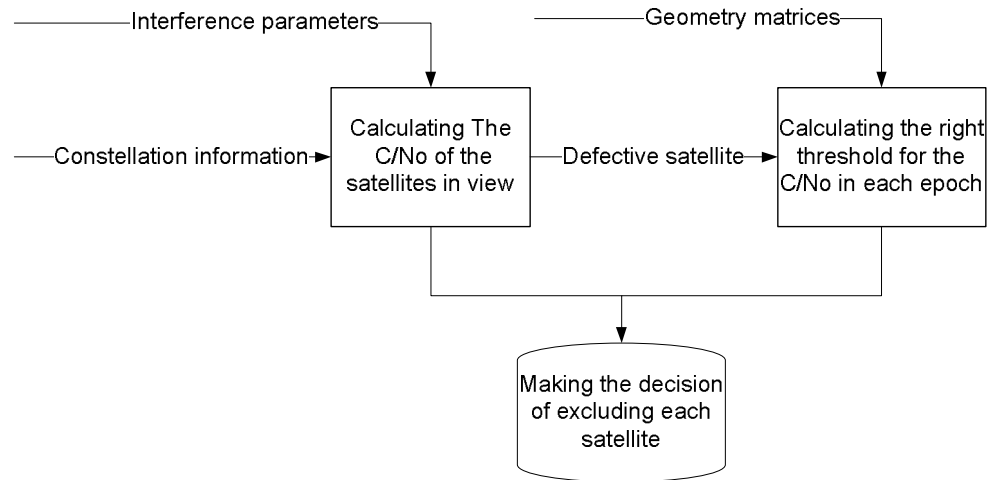 Interference parameters
Geometry matrices
Constellation information
Calculating The
C/No of the
satellites in view
Defective satellite
Calculating the right
threshold for the
C/No in each epoch
Making the decision
of excluding each
satellite